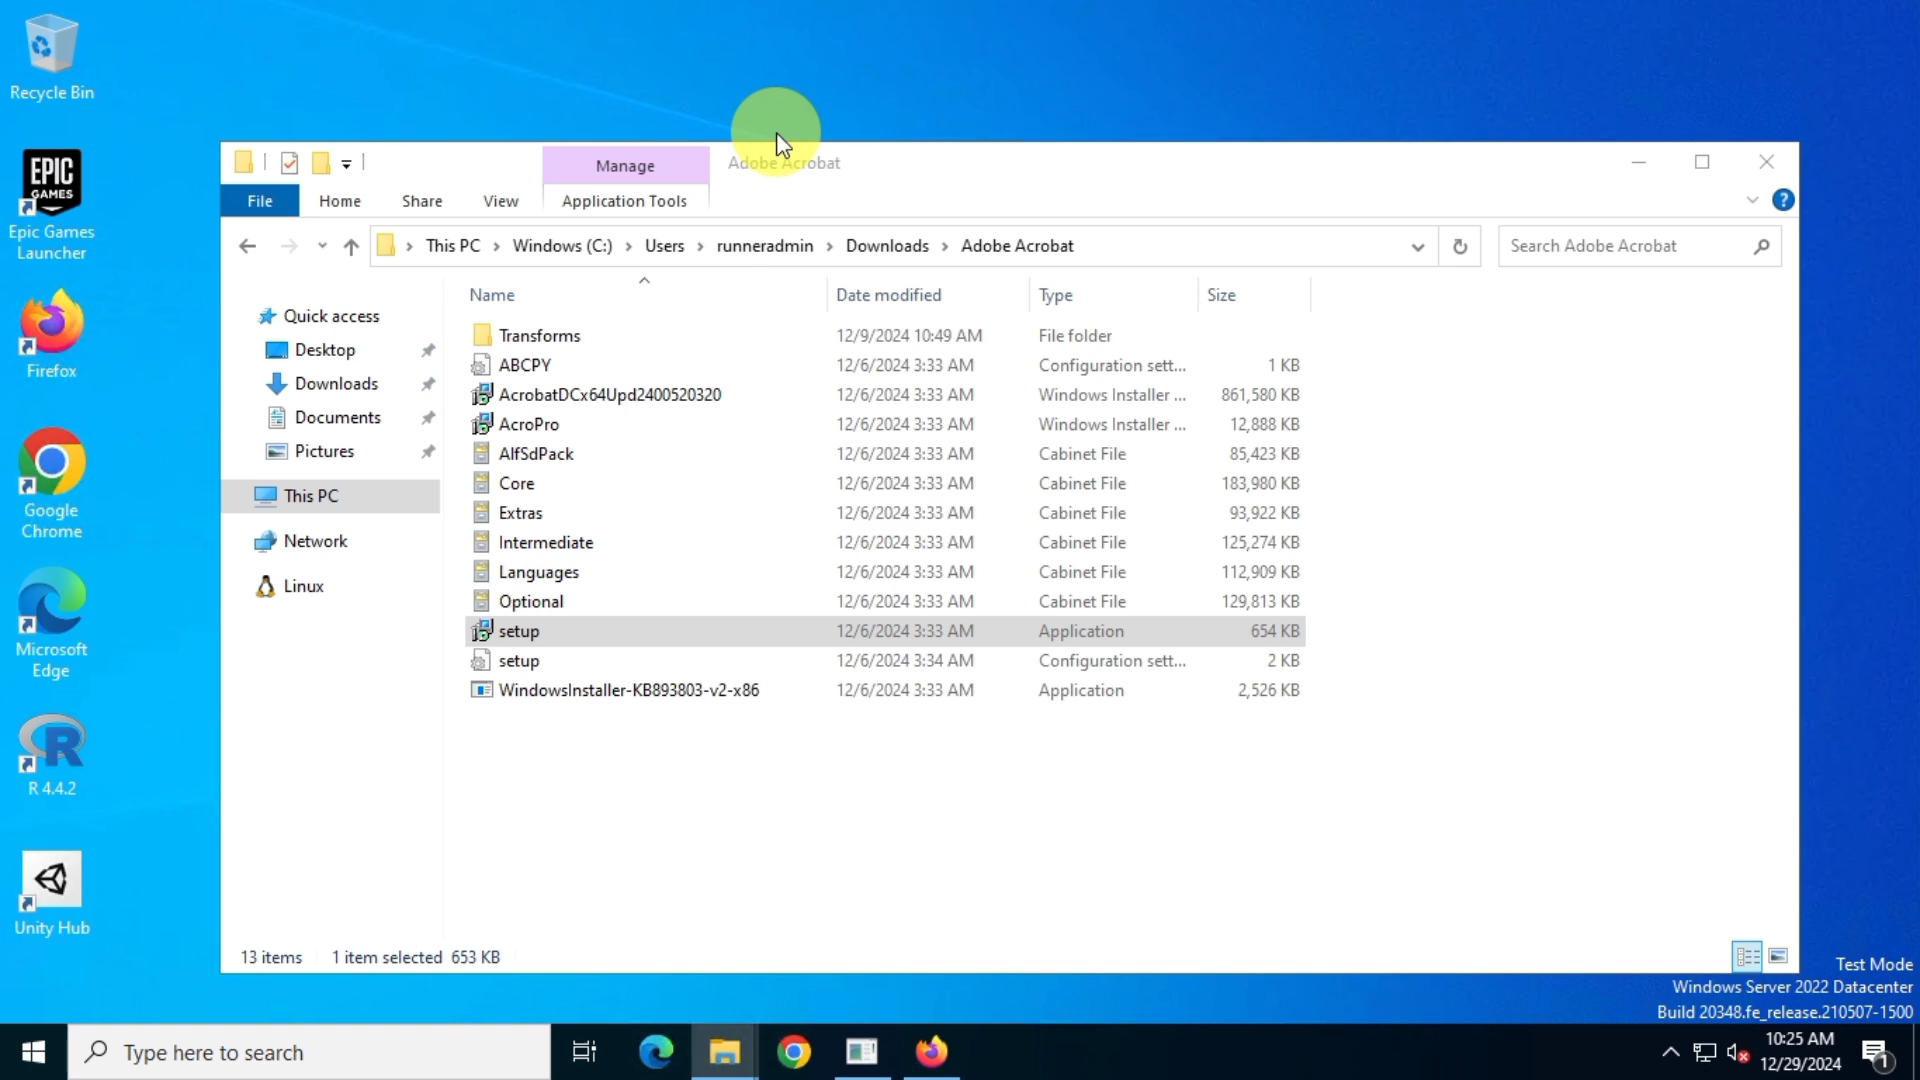 Recycle Bin
EPIC
GAMES
Epic Games
Launcher
Firefox
Google
Chrome
Microsoft
Edge
R 4.4.2
Unity Hub
Manage
Adobe Acrobat
File
Home
Share
View
Application Tools
This PC
Windows (C:)
Users
runneradmin
Downloads
Adobe Acrobat
Search Adobe Acrobat
Quick access
Desktop
Downloads
Documents
Pictures
This PC
Network
Linux
Name Date modified Type Size
Transforms 12/9/2024 10:49 AM File folder
ABCPY 12/6/2024 3:33 AM Configuration sett... 1 KB
AcrobatDCx64Upd2400520320 12/6/2024 3:33 AM Windows Installer ... 861,580 KB
AcroPro 12/6/2024 3:33 AM Windows Installer ... 12,888 KB
AlfSdPack 12/6/2024 3:33 AM Cabinet File 85,423 KB
Core 12/6/2024 3:33 AM Cabinet File 183,980 KB
Extras 12/6/2024 3:33 AM Cabinet File 93,922 KB
Intermediate 12/6/2024 3:33 AM Cabinet File 125,274 KB
Languages 12/6/2024 3:33 AM Cabinet File 112,909 KB
Optional 12/6/2024 3:33 AM Cabinet File 129,813 KB
setup 12/6/2024 3:33 AM Application 654 KB
setup 12/6/2024 3:34 AM Configuration sett... 2 KB
WindowsInstaller-KB893803-v2-x86 12/6/2024 3:33 AM Application 2,526 KB
13 items 1 item selected 653 KB
Test Mode
Windows Server 2022 Datacenter
Build 20348.fe_release.210507-1500
Type here to search
10:25 AM
12/29/2024
1